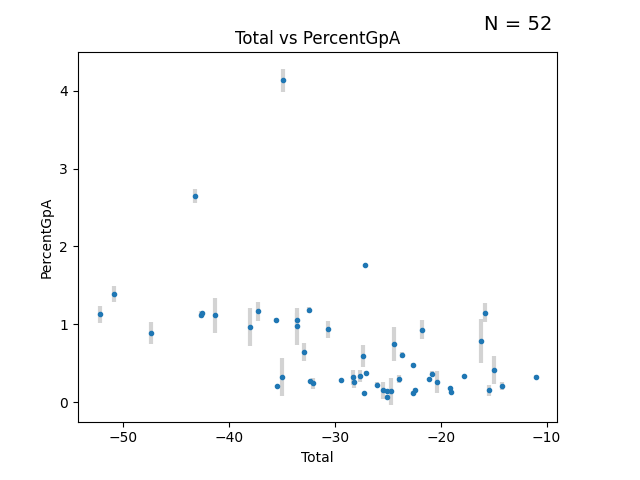 N = 52
Total vs PercentGpA
PercentGpA
4
3
2
1
0
−50 −40 −30 −20 −10
Total